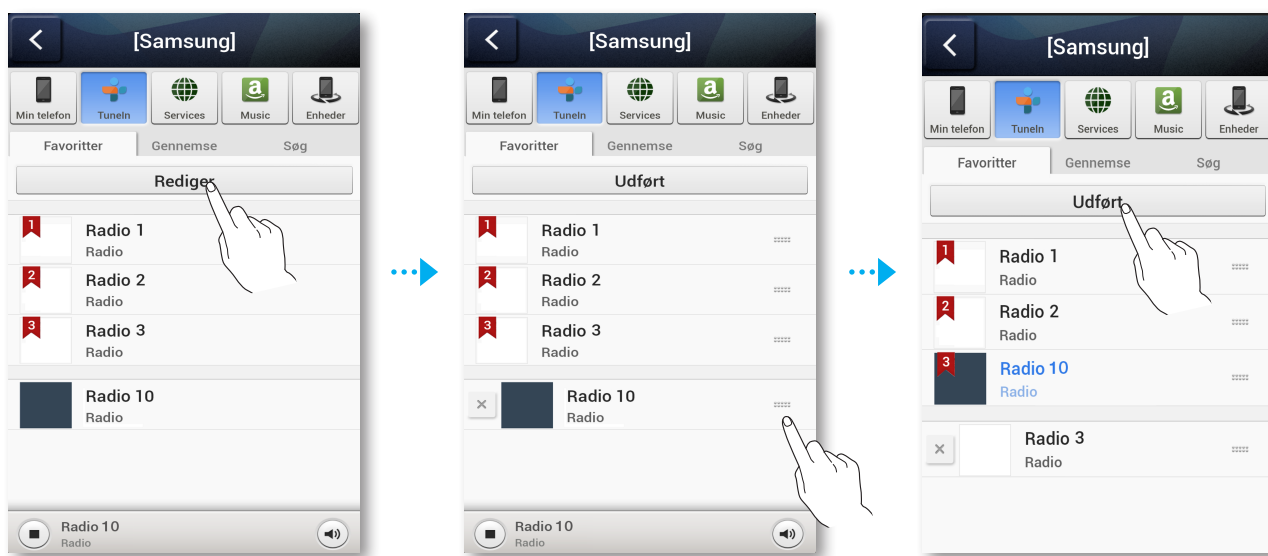 [Samsung]
Min telefon TuneIn Services Music Enheder
Favoritter Gennemse Søg
Rediger
1 Radio 1
Radio
2 Radio 2
Radio
3 Radio 3
Radio
Radio 10
Radio
Radio 10
Radio
[Samsung]
Min telefon TuneIn Services Music Enheder
Favoritter Gennemse Søg
Udført
1 Radio 1
Radio
2 Radio 2
Radio
3 Radio 3
Radio
Radio 10
Radio
Radio 10
Radio
[Samsung]
Min telefon TuneIn Services Music Enheder
Favoritter Gennemse Søg
Udført
1 Radio 1
Radio
2 Radio 2
Radio
3 Radio 10
Radio
Radio 3
Radio